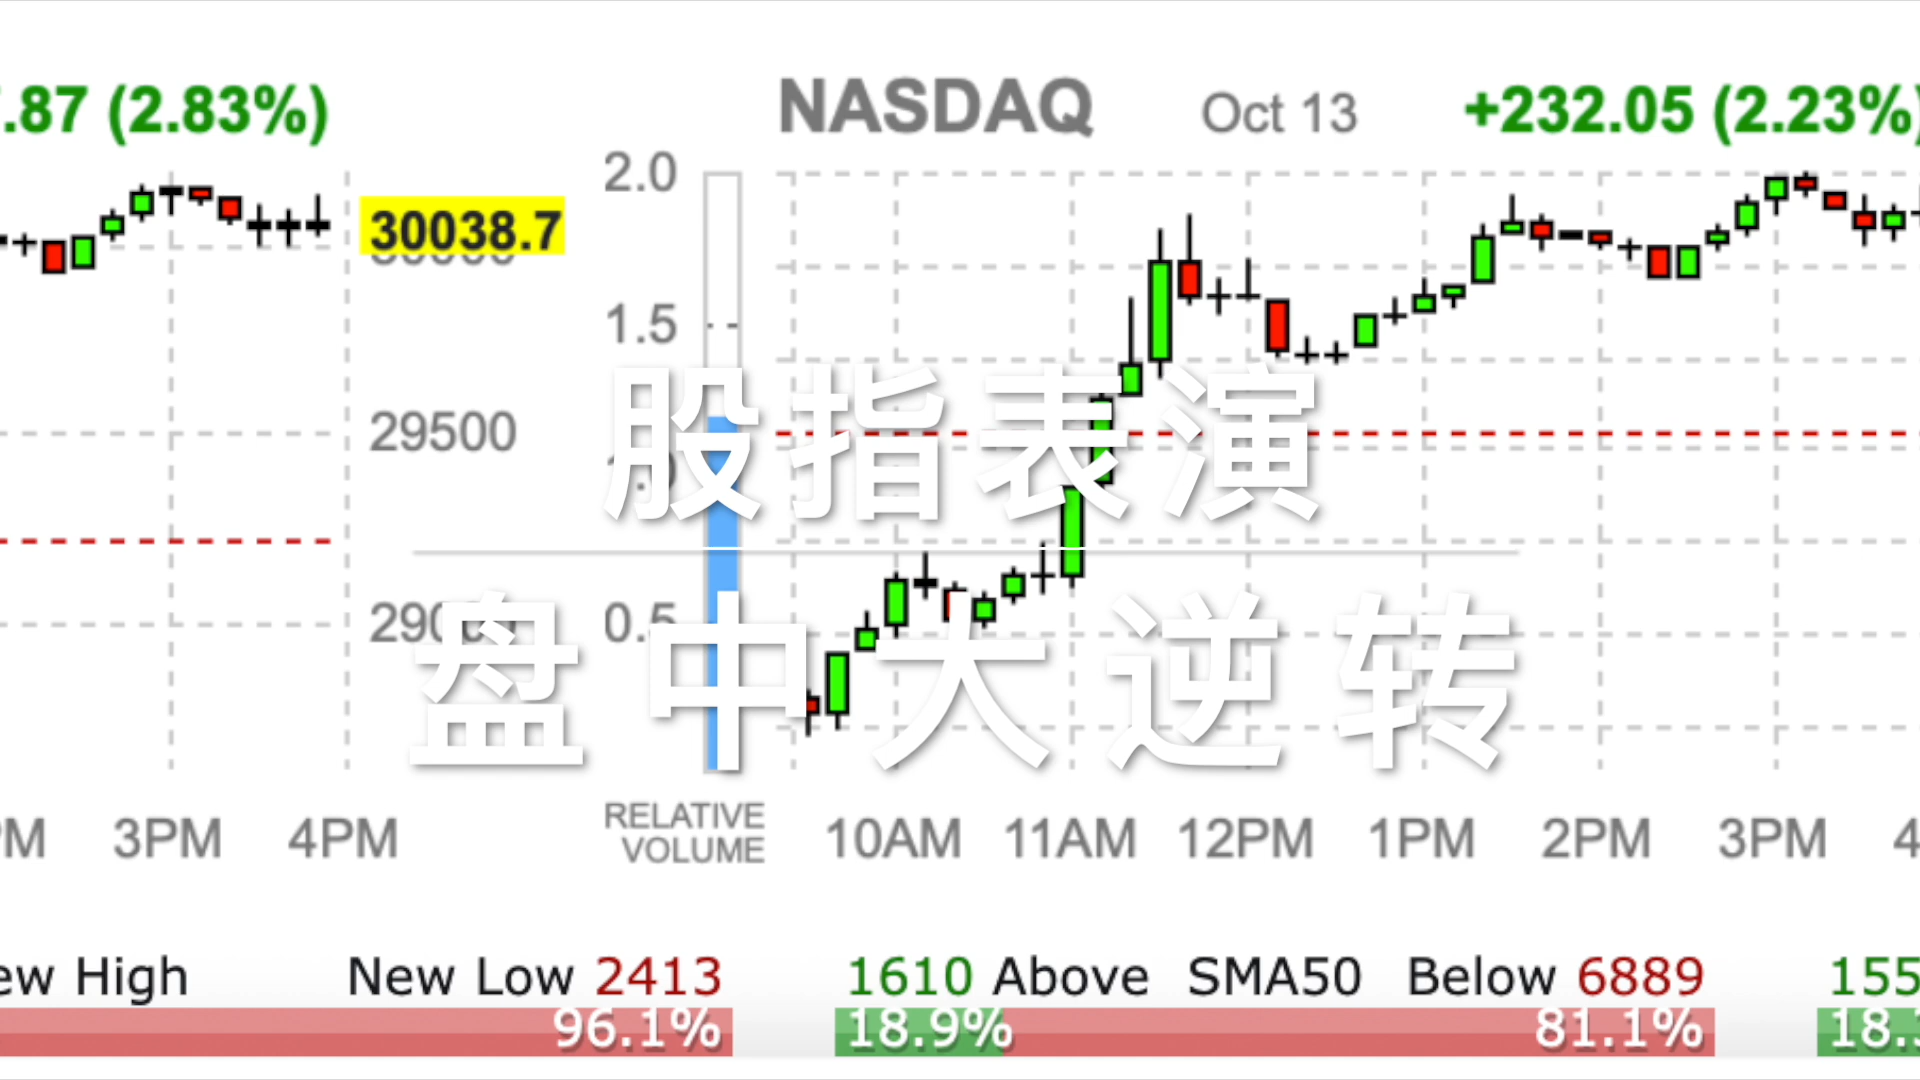 .87 (2.83%)
NASDAQ
Oct 13
+232.05 (2.23%)
2.0
30038.7
1.5
29500
股指表演
0.5
盘中大逆转
RELATIVE
VOLUME
3PM 4PM
10AM 11AM 12PM 1PM 2PM 3PM
New High New Low 2413
1610 Above SMA50 Below 6889
96.1%
18.9%
81.1%